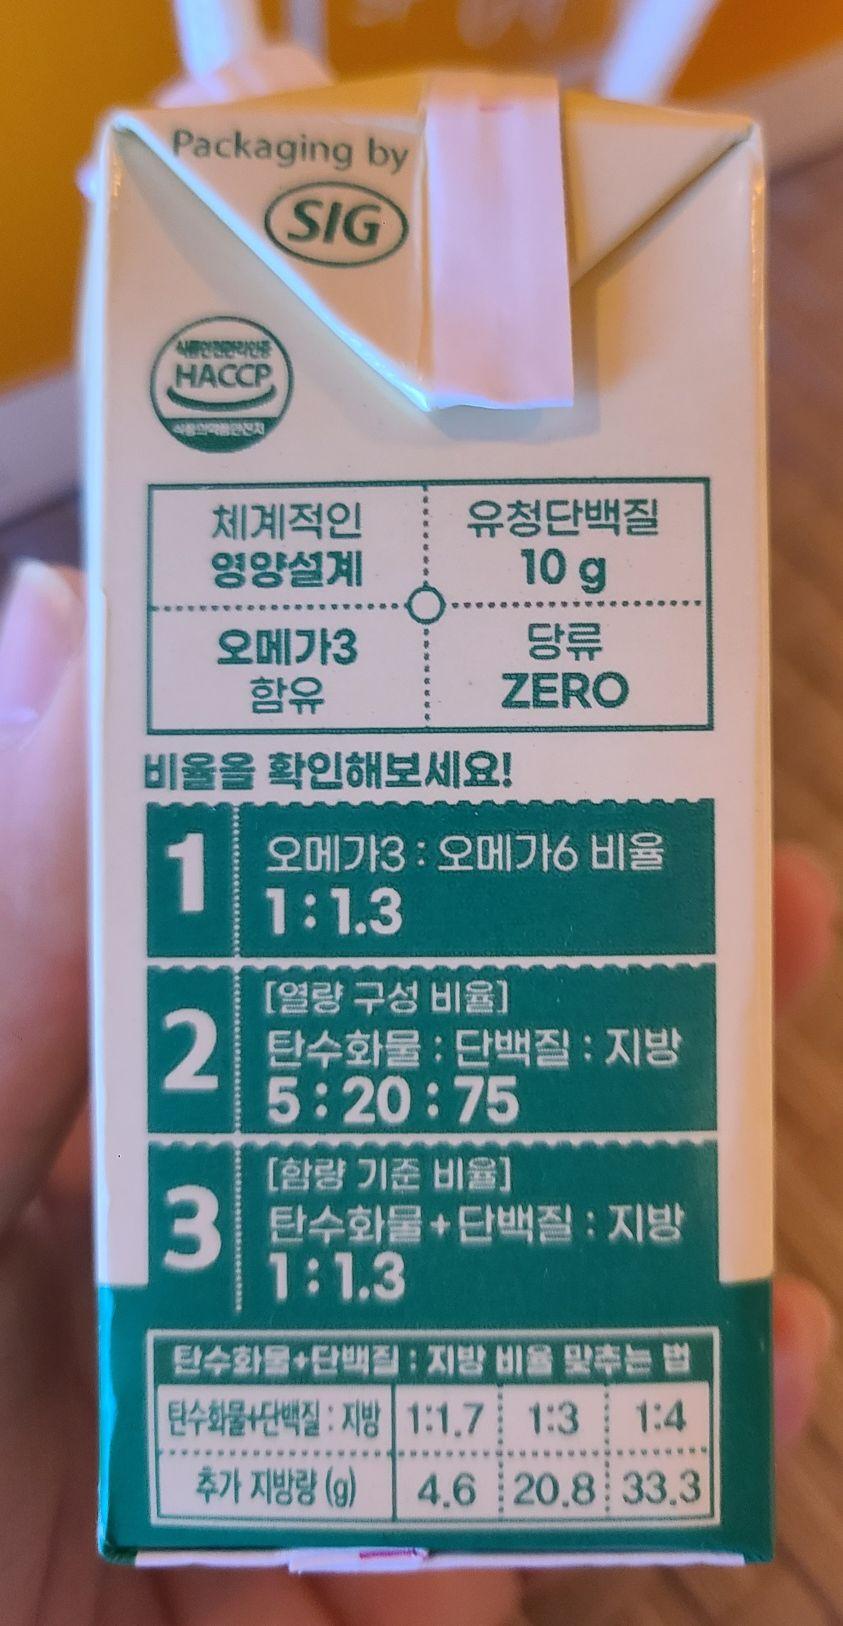 Packaging by
SIG
식품안전관리인증
HACCP
식품의약품안전처
체계적인
영양설계
유청단백질
10 g
오메가3
함유
당류
ZERO
비율을 확인해보세요!
1
오메가3 : 오메가6 비율
1 : 1.3
2
[열량 구성 비율]
탄수화물 : 단백질 : 지방
5 : 20 : 75
3
[함량 기준 비율]
탄수화물+단백질 : 지방
1 : 1.3
탄수화물+단백질 : 지방 비율 맞추는 법
탄수화물+단백질 : 지방 1:1.7 1:3 1:4
추가 지방량 (g) 4.6 20.8 33.3